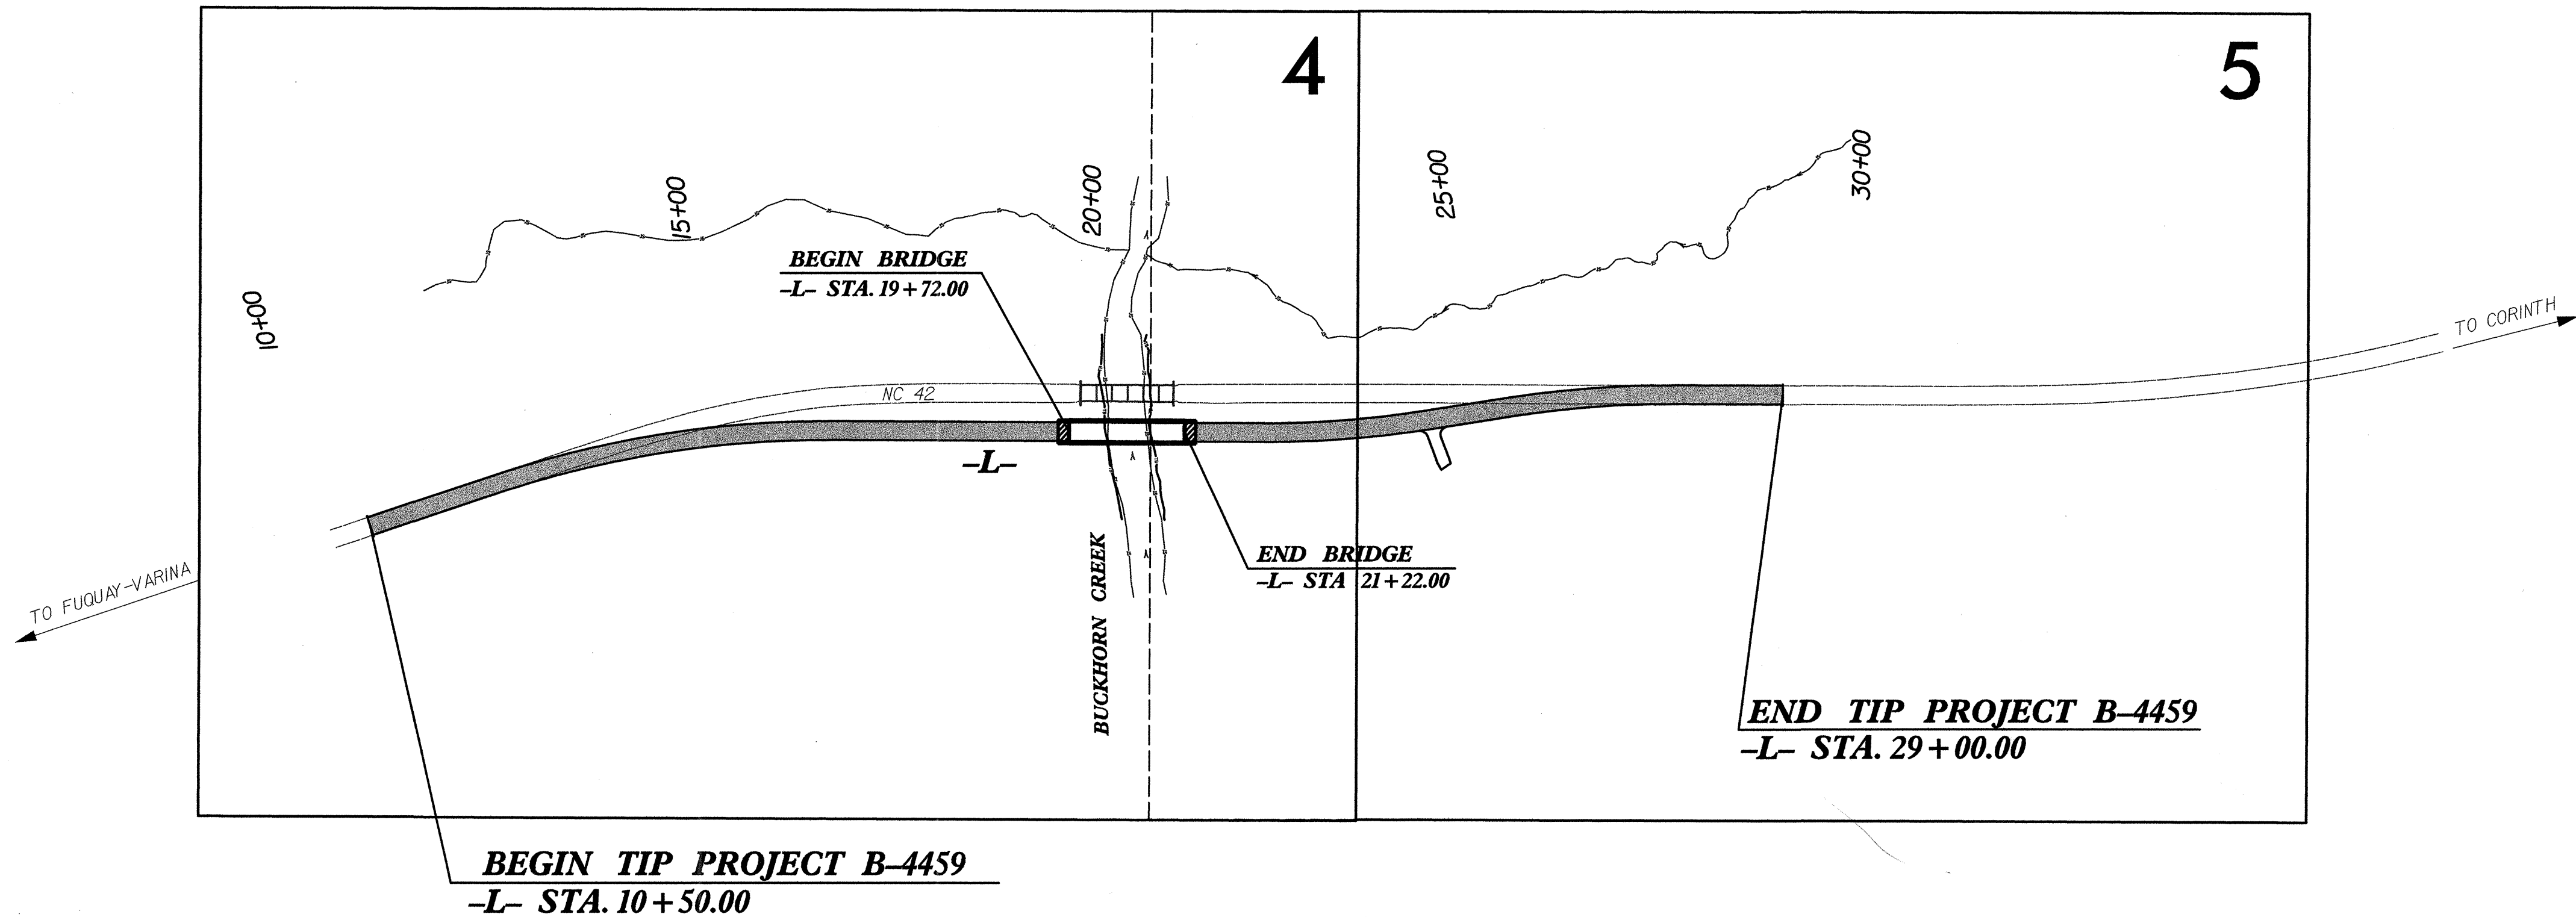 4
5
30+00
25+00
20+00
15+00
BEGIN BRIDGE
-L- STA. 19+72.00
10+00
TO CORINTH
NC 42
-L-
END BRIDGE
-L- STA 21+22.00
TO FUQUAY-VARINA
BUCKHORN CREEK
END TIP PROJECT B-4459
-L- STA. 29+00.00
BEGIN TIP PROJECT B-4459
-L- STA. 10+50.00